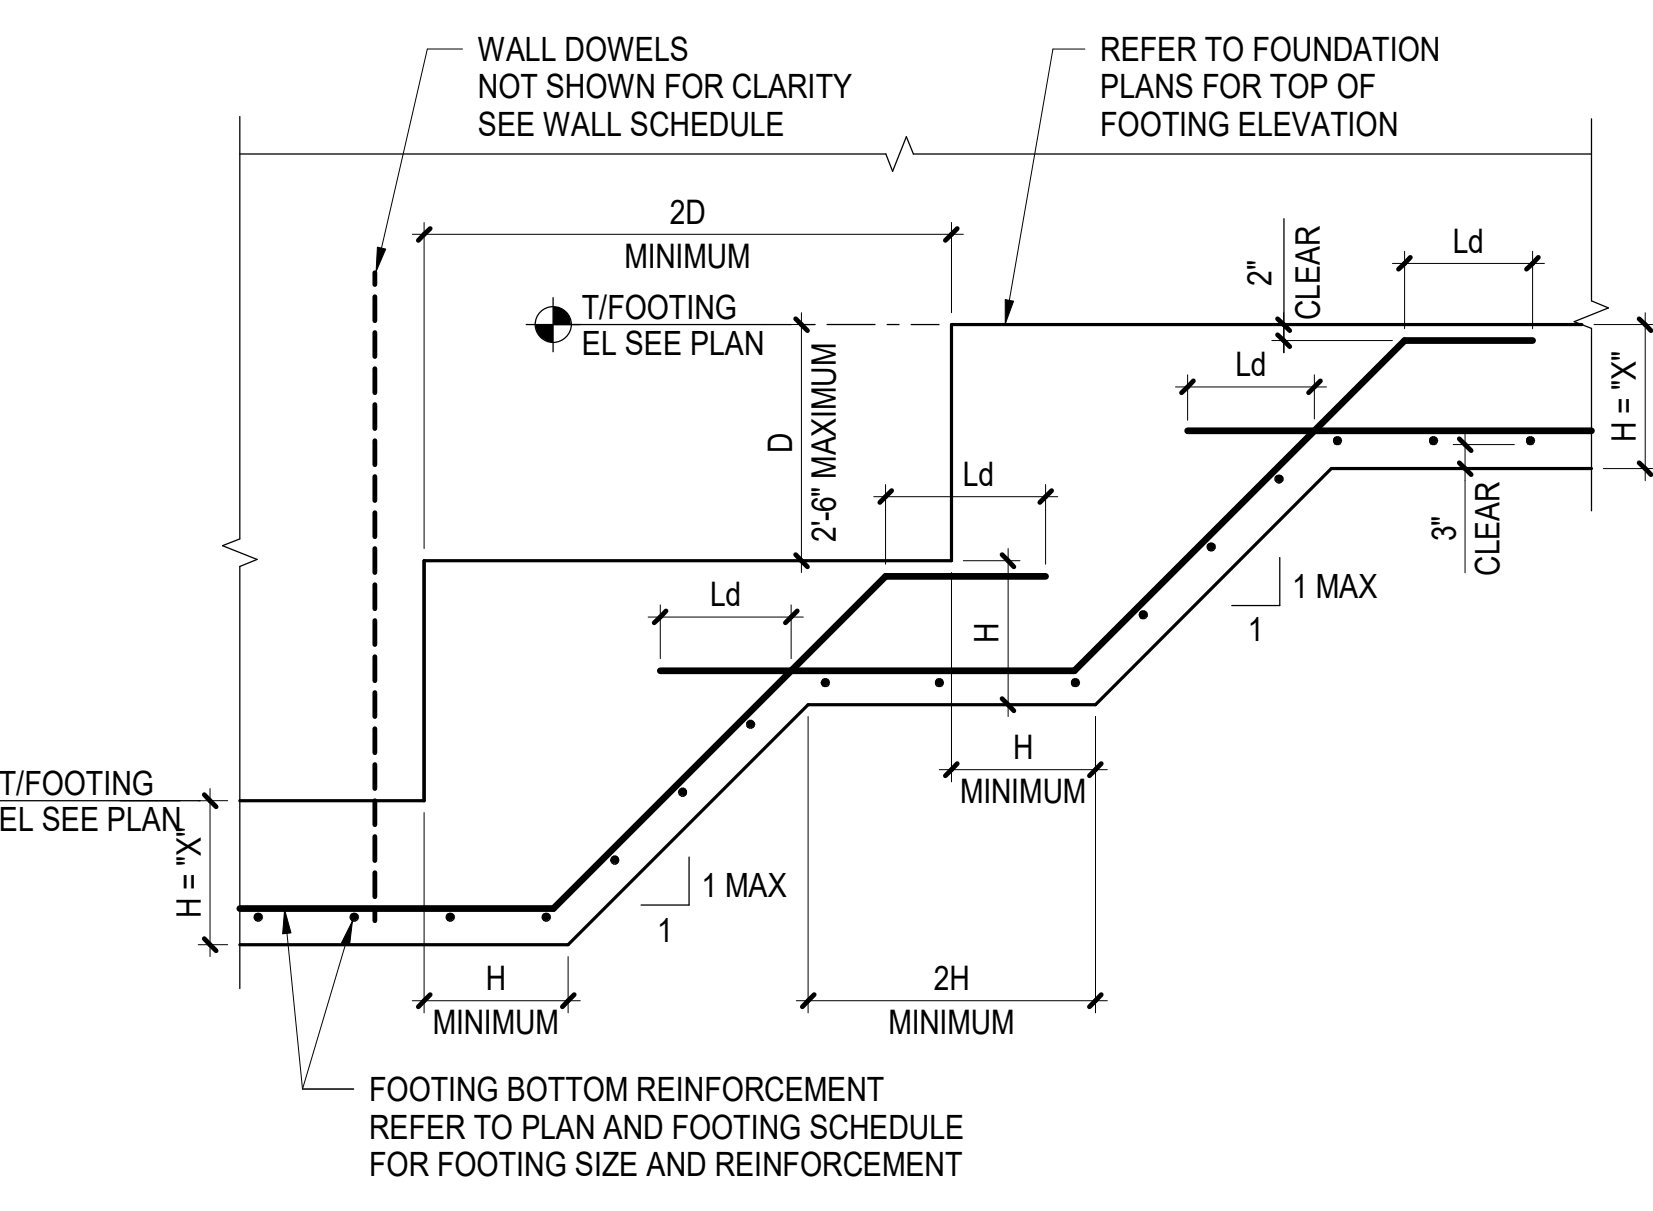 WALL DOWELS
NOT SHOWN FOR CLARITY
SEE WALL SCHEDULE
REFER TO FOUNDATION
PLANS FOR TOP OF
FOOTING ELEVATION
2D
MINIMUM
T/FOOTING
EL SEE PLAN
D
2'-6" MAXIMUM
2"
CLEAR
Ld
Ld
H = "X"
Ld
3"
CLEAR
Ld
H
1 MAX
1
H
MINIMUM
T/FOOTING
EL SEE PLAN
H = "X"
1 MAX
1
H
MINIMUM
2H
MINIMUM
FOOTING BOTTOM REINFORCEMENT
REFER TO PLAN AND FOOTING SCHEDULE
FOR FOOTING SIZE AND REINFORCEMENT